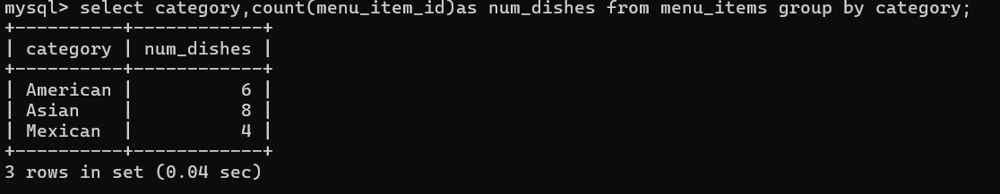 mysql> select category,count(menu_item_id)as num_dishes from menu_items group by category;
+----------+------------+
| category | num_dishes |
+----------+------------+
| American |          6 |
| Asian    |          8 |
| Mexican  |          4 |
+----------+------------+
3 rows in set (0.04 sec)